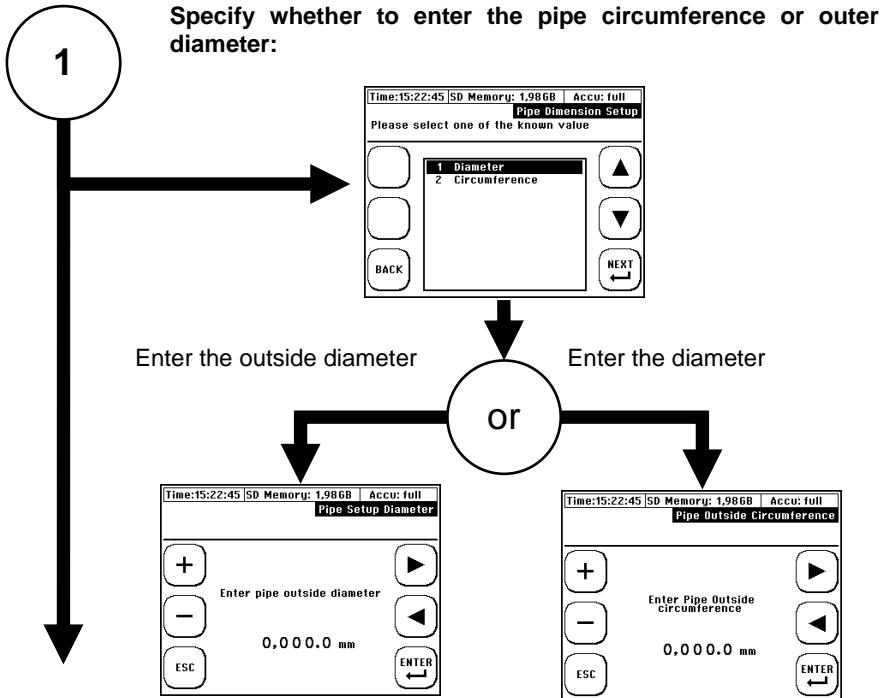 Specify whether to enter the pipe circumference or outer
diameter:
1
Time:15:22:45 SD Memory: 1,98GB Accu: full
Pipe Dimension Setup
Please select one of the known value
1 Diameter
2 Circumference
BACK
NEXT
Enter the outside diameter
Enter the diameter
or
Time:15:22:45 SD Memory: 1,98GB Accu: full
Pipe Setup Diameter
+
Enter pipe outside diameter
−
0,000.0 mm
ESC
ENTER
Time:15:22:45 SD Memory: 1,98GB Accu: full
Pipe Outside Circumference
+
Enter Pipe Outside
circumference
−
0,000.0 mm
ESC
ENTER